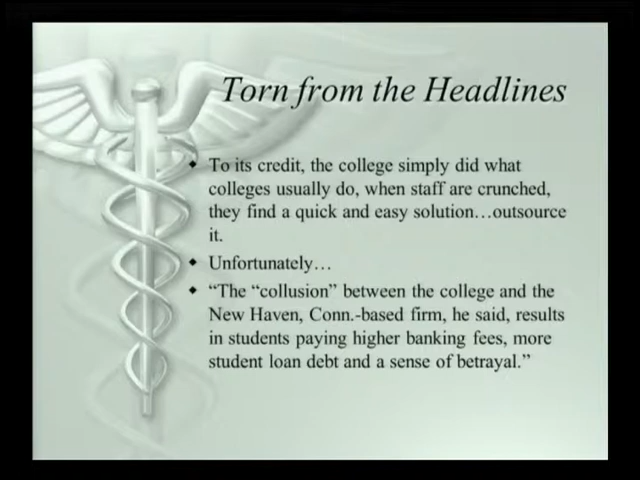 Torn from the Headlines
To its credit, the college simply did what
colleges usually do, when staff are crunched,
they find a quick and easy solution…outsource
it.
Unfortunately…
“The “collusion” between the college and the
New Haven, Conn.-based firm, he said, results
in students paying higher banking fees, more
student loan debt and a sense of betrayal.”